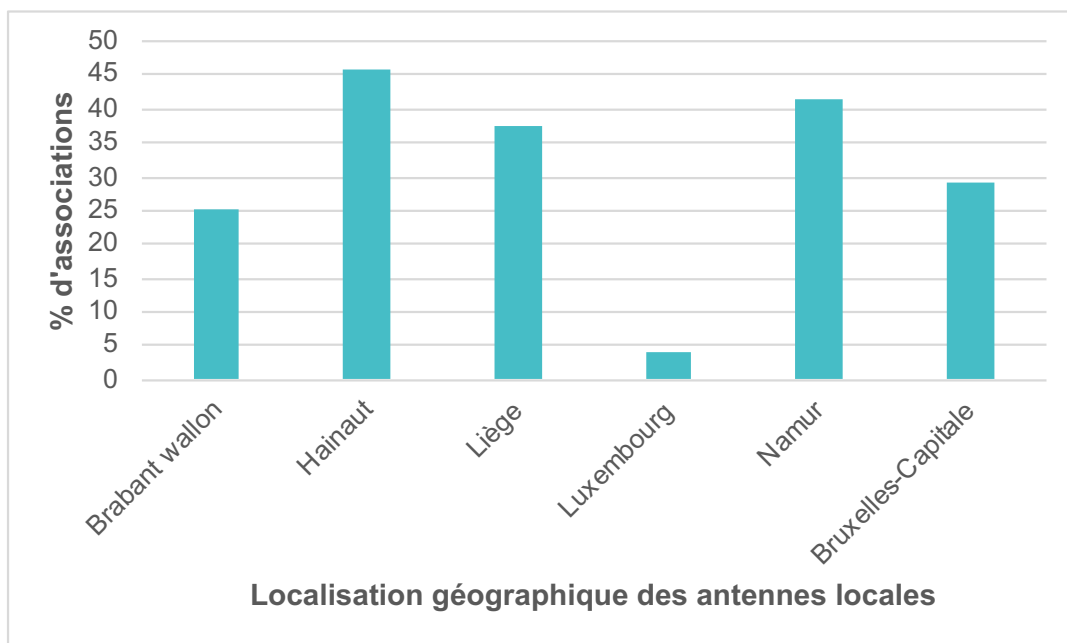 % d'associations
50
45
40
35
30
25
20
15
10
5
0
Brabant wallon
Hainaut
Liège
Luxembourg
Namur
Bruxelles-Capitale
Localisation géographique des antennes locales